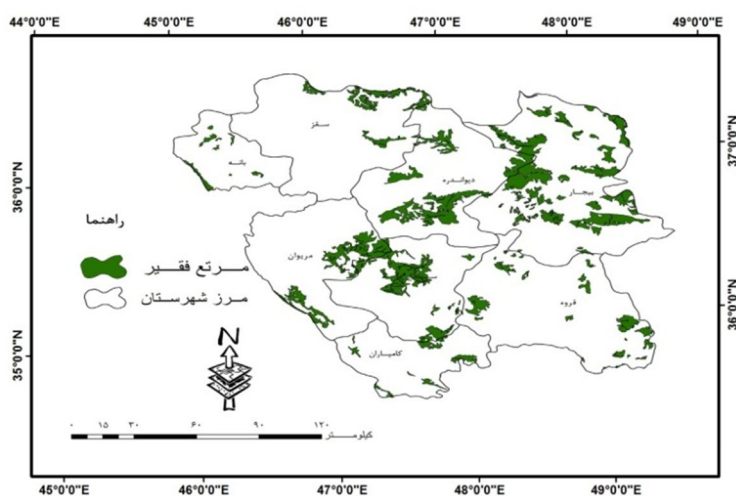 44°0'0"E 45°0'0"E 46°0'0"E 47°0'0"E 48°0'0"E 49°0'0"E
37°0'0"N
36°0'0"N
36°0'0"N
35°0'0"N
سقز
بانه
دیواندره
بیجار
مریوان
قروه
کامیاران
راهنما
مرتع فقیر
مرز شهرستان
N
۰ 15 ۳۰ ۶۰ ۹۰ ۱۲۰
کیلومتر
45°0'0"E 46°0'0"E 47°0'0"E 48°0'0"E 49°0'0"E